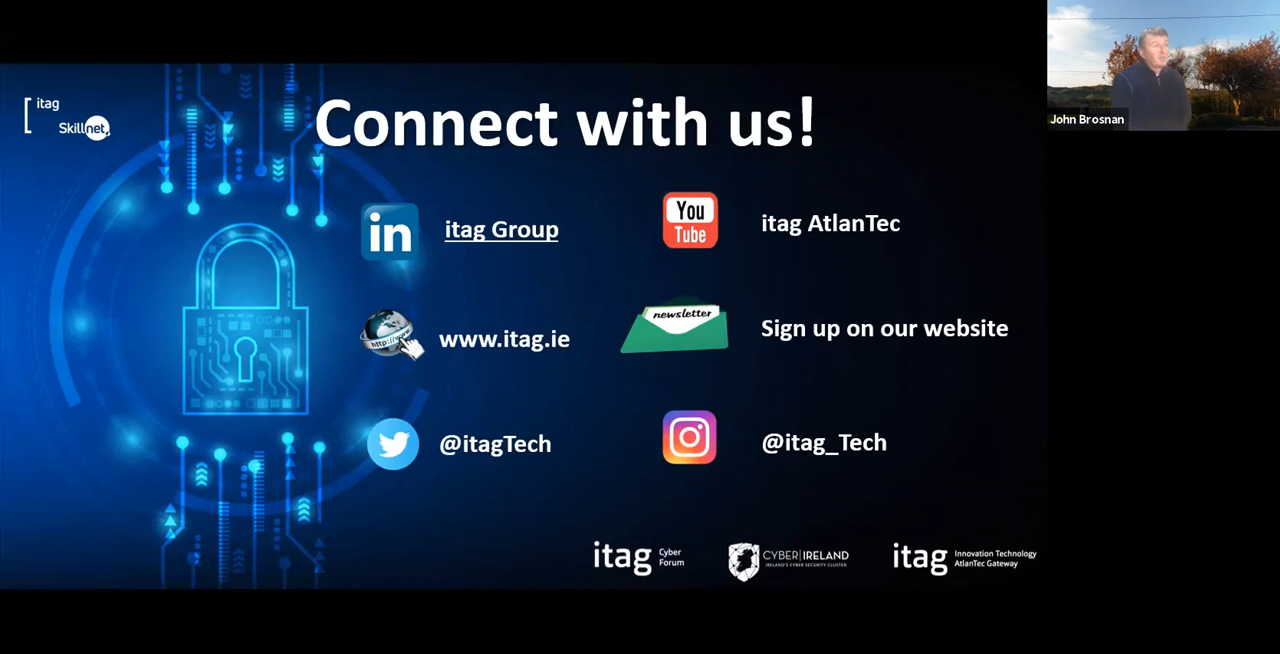 itag
Skillnet
Connect with us!
John Brosnan
in
itag Group
You
Tube
itag AtlanTec
http://www
www.itag.ie
newsletter
Sign up on our website
@itagTech
@itag_Tech
itag Cyber
Forum
CYBER|IRELAND
IRELAND'S CYBER SECURITY CLUSTER
itag Innovation Technology
AtlanTec Gateway